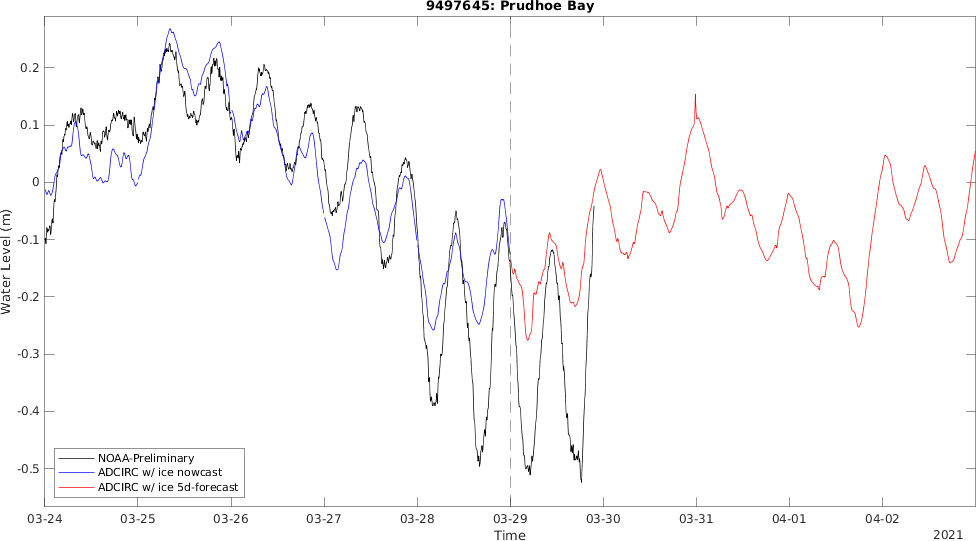 9497645: Prudhoe Bay
0.2
0.1
0
-0.1
-0.2
-0.3
-0.4
-0.5
Water Level (m)
NOAA-Preliminary
ADCIRC w/ ice nowcast
ADCIRC w/ ice 5d-forecast
03-24 03-25 03-26 03-27 03-28 03-29 03-30 03-31 04-01 04-02
Time
2021